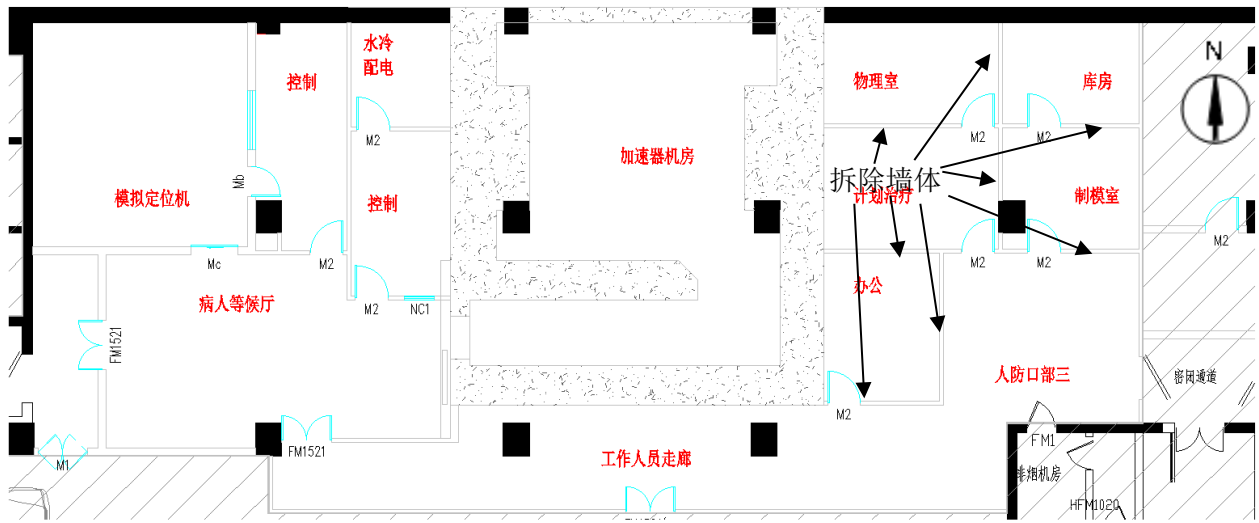 水冷
配电
控制
物理室
库房
N
M2
M2
M2
加速器机房
拆除墙体
计划治疗
制模室
Mb
模拟定位机
控制
M2
Mc
M2
M2
M2
办公
病人等候厅
M2
NC1
FM1521
人防口部三
密闭通道
M2
FM1
FM1521
工作人员走廊
M1
排烟机房
HFM1020